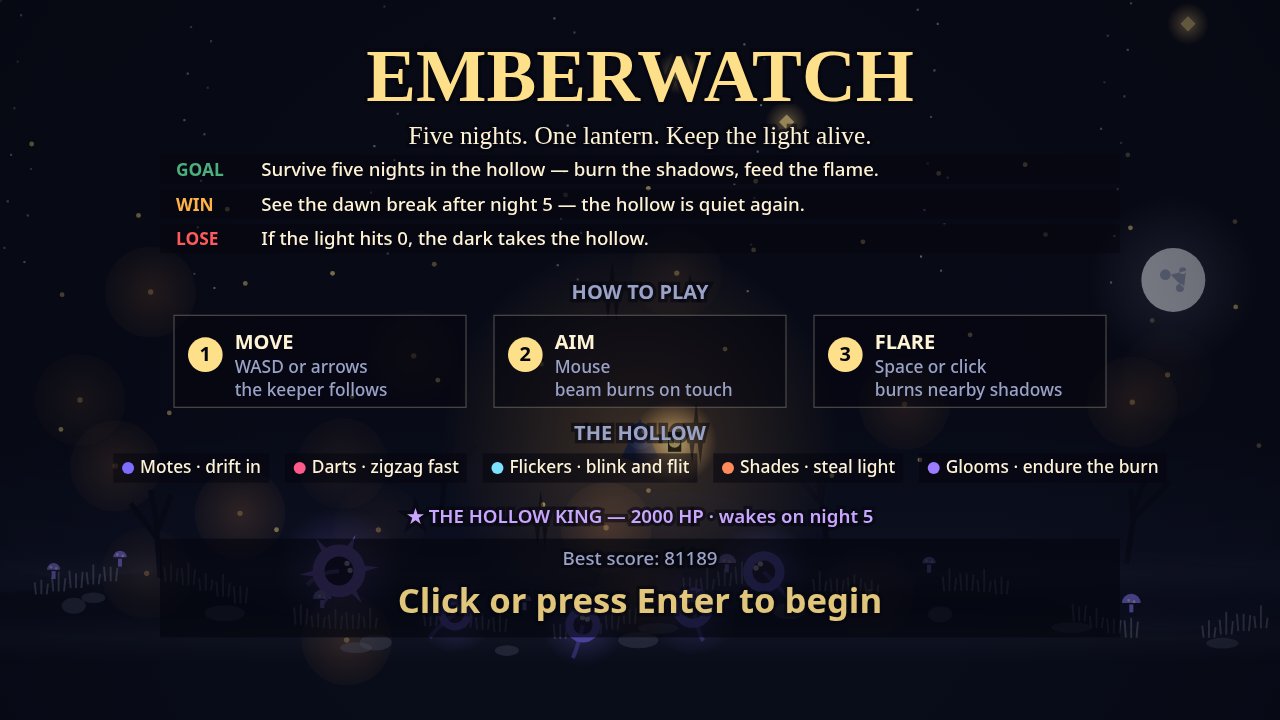 EMBERWATCH
Five nights. One lantern. Keep the light alive.
GOAL Survive five nights in the hollow — burn the shadows, feed the flame.
WIN See the dawn break after night 5 — the hollow is quiet again.
LOSE If the light hits 0, the dark takes the hollow.
HOW TO PLAY
1 MOVE
WASD or arrows
the keeper follows
2 AIM
Mouse
beam burns on touch
3 FLARE
Space or click
burns nearby shadows
THE HOLLOW
Motes · drift in
Darts · zigzag fast
Flickers · blink and flit
Shades · steal light
Glooms · endure the burn
★ THE HOLLOW KING — 2000 HP · wakes on night 5
Best score: 81189
Click or press Enter to begin